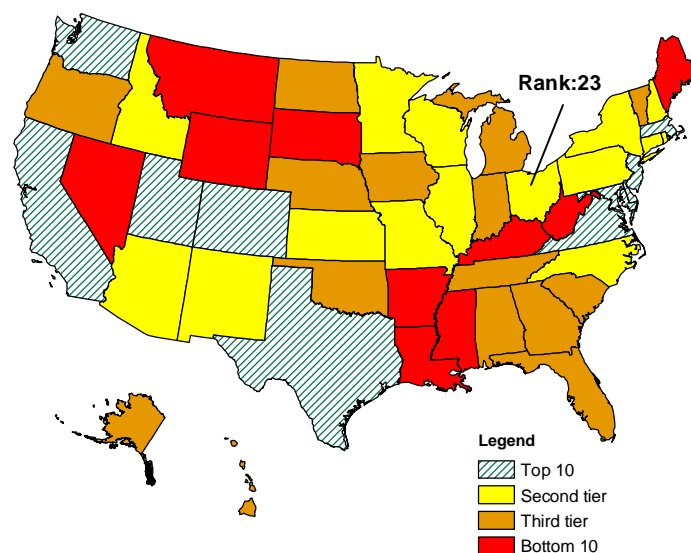 Rank:23
Legend
Top 10
Second tier
Third tier
Bottom 10